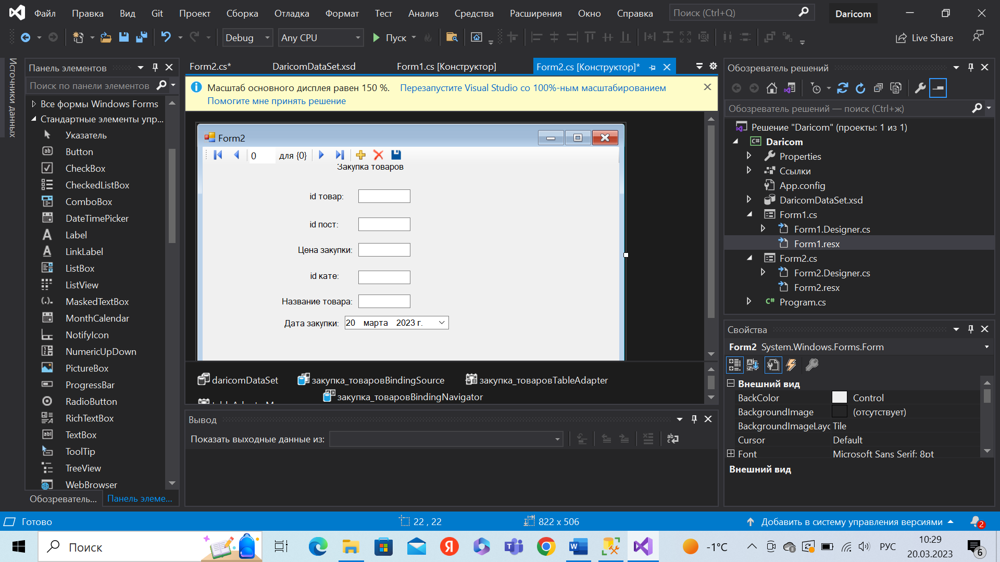 Файл Правка Вид Git Проект Сборка Отладка Формат Тест Анализ Средства Расширения Окно Справка Поиск (Ctrl+Q) Daricom
Debug Any CPU Пуск Live Share
Источники данных
Панель элементов
Поиск по панели элементов
Все формы Windows Forms
Стандартные элементы упр...
Указатель
Button
CheckBox
CheckedListBox
ComboBox
DateTimePicker
Label
LinkLabel
ListBox
ListView
MaskedTextBox
MonthCalendar
NotifyIcon
NumericUpDown
PictureBox
ProgressBar
RadioButton
RichTextBox
TextBox
ToolTip
TreeView
WebBrowser
Обозреватель... Панель элеме...
Form2.cs* DaricomDataSet.xsd Form1.cs [Конструктор] Form2.cs [Конструктор]*
Масштаб основного дисплея равен 150 %. Перезапустите Visual Studio со 100%-ным масштабированием
Помогите мне принять решение
Form2
0 для {0}
Закупка товаров
id товар:
id пост:
Цена закупки:
id кате:
Название товара:
Дата закупки: 20 марта 2023 г.
daricomDataSet закупка_товаровBindingSource закупка_товаровTableAdapter
закупка_товаровBindingNavigator
Вывод
Показать выходные данные из:
Обозреватель решений
Обозреватель решений — поиск (Ctrl+ж)
Решение "Daricom" (проекты: 1 из 1)
Daricom
Properties
Ссылки
App.config
DaricomDataSet.xsd
Form1.cs
Form1.Designer.cs
Form1.resx
Form2.cs
Form2.Designer.cs
Form2.resx
Program.cs
Свойства
Form2 System.Windows.Forms.Form
Внешний вид
BackColor Control
BackgroundImage (отсутствует)
BackgroundImageLayc Tile
Cursor Default
Font Microsoft Sans Serif; 8pt
Внешний вид
Готово 22 , 22 822 x 506 Добавить в систему управления версиями 2
Поиск -1°C РУС 10:29
20.03.2023 6